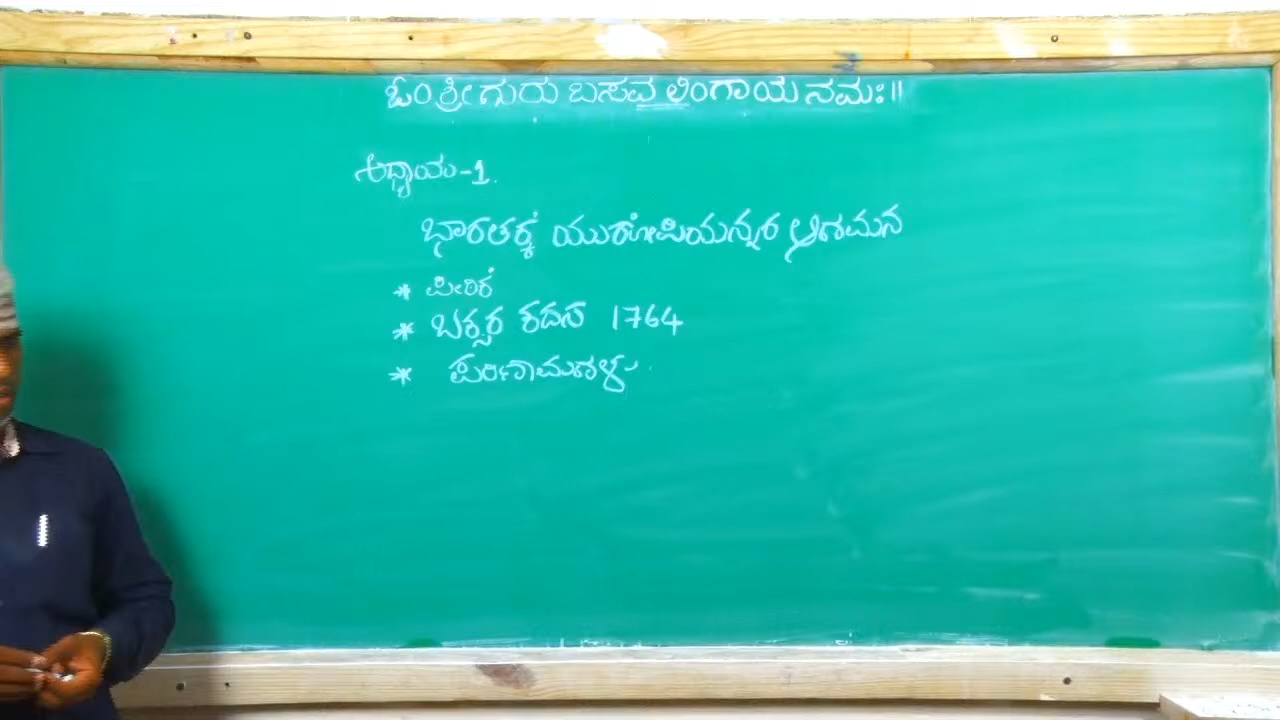 ಓಂ ಶ್ರೀ ಗುರು ಬಸವ ಲಿಂಗಾಯ ನಮಃ ||
ಅಧ್ಯಾಯ-1.
ಭಾರತಕ್ಕೆ ಯುರೋಪಿಯನ್ನರ ಆಗಮನ
* ಪೀಠಿಕೆ
* ಬಕ್ಸರ ಕದನ 1764
* ಪರಿಣಾಮಗಳು.